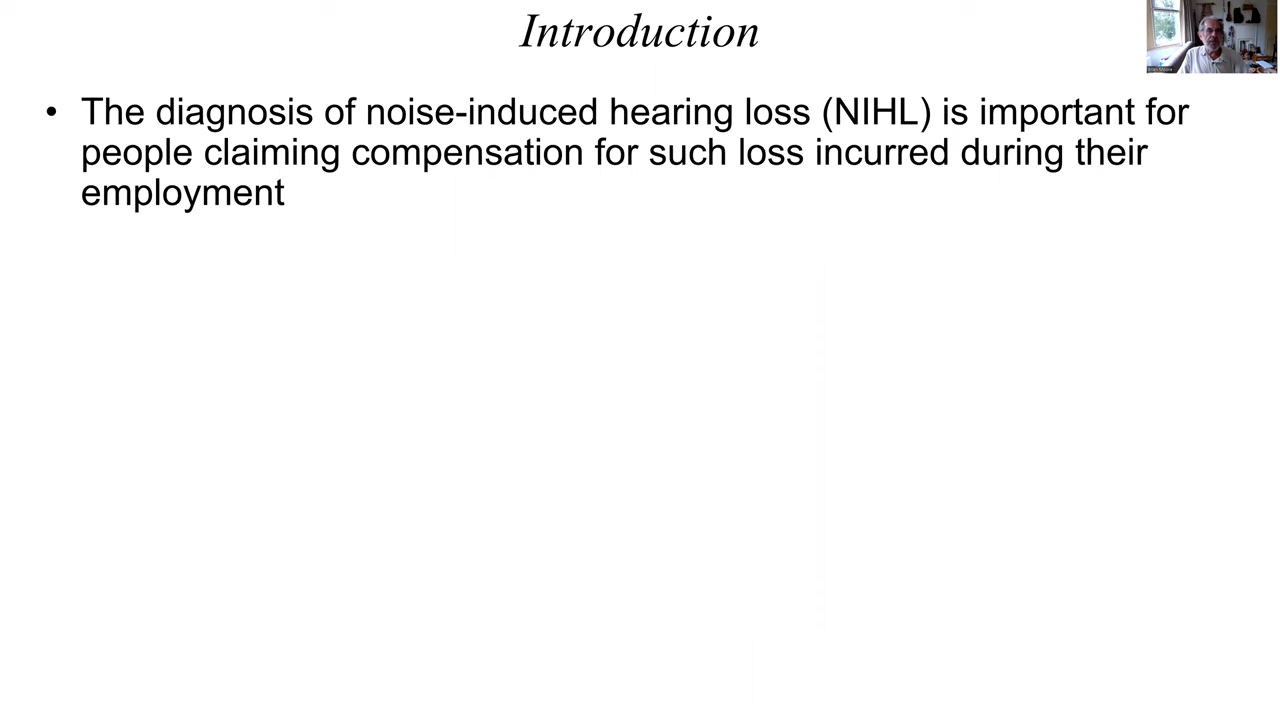 Introduction
• The diagnosis of noise-induced hearing loss (NIHL) is important for
people claiming compensation for such loss incurred during their
employment